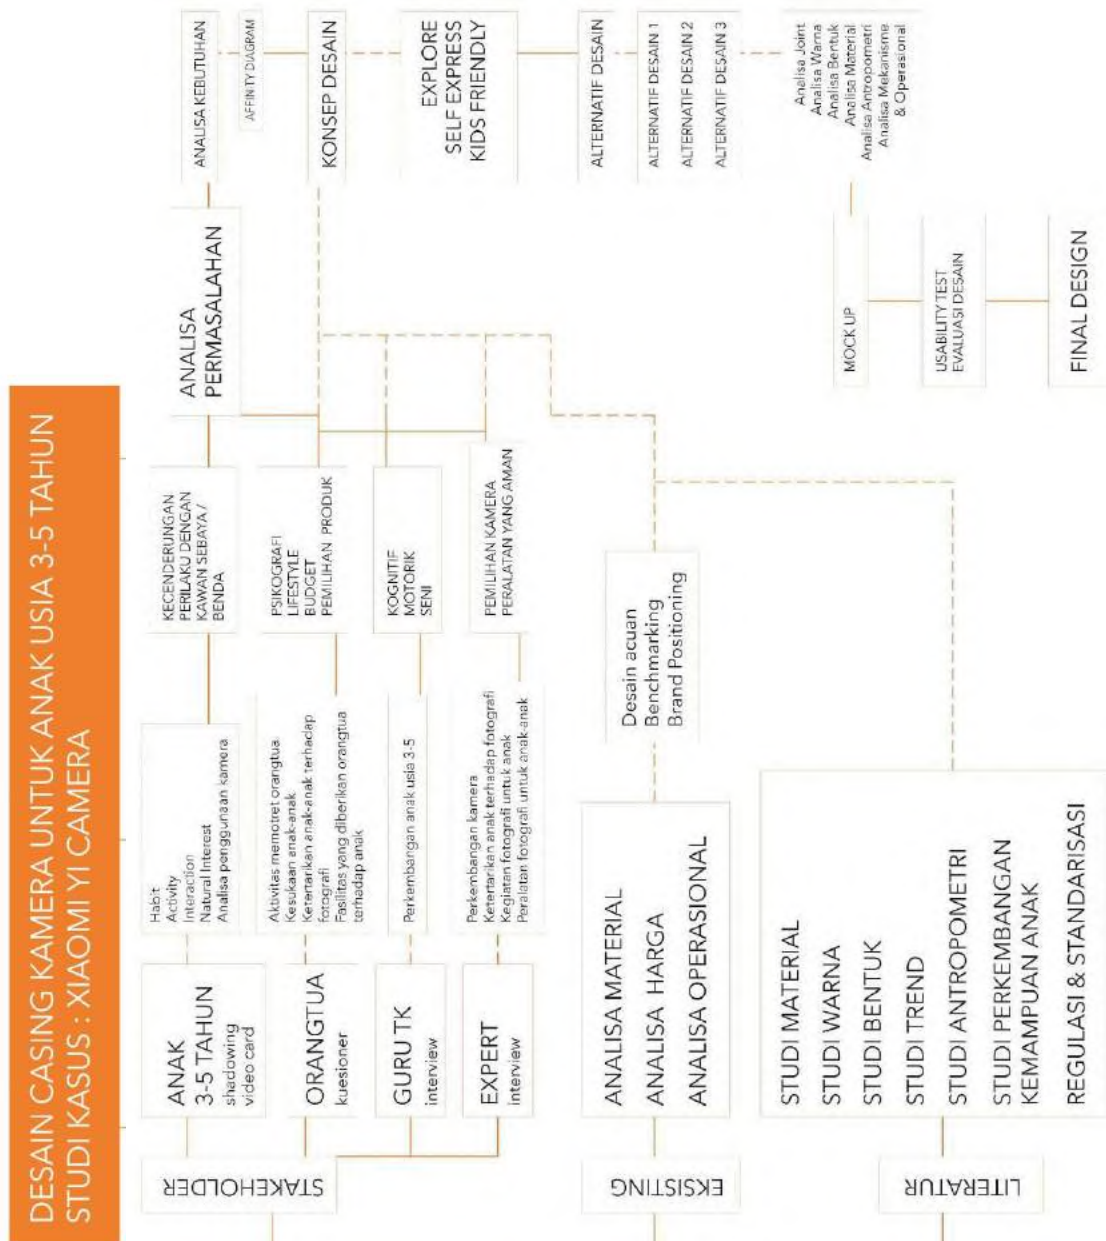 DESAIN CASING KAMERA UNTUK ANAK USIA 3-5 TAHUN
STUDI KASUS : XIAOMI YI CAMERA
STAKEHOLDER
ANAK
3-5 TAHUN
shadowing
video card
Habit
Activity
Interaction
Natural Interest
Analisa penggunaan kamera
KECENDERUNGAN
PERILAKU DENGAN
KAWAN SEBAYA /
BENDA
ORANGTUA
kuesioner
Aktivitas memotret orangtua
Kesukaan anak-anak
Ketertarikan anak-anak terhadap
fotografi
Fasilitas yang diberikan orangtua
terhadap anak
PSIKOGRAFI
LIFESTYLE
BUDGET
PEMILIHAN PRODUK
GURU TK
interview
Perkembangan anak usia 3-5
KOGNITIF
MOTORIK
SENI
EXPERT
interview
Perkembangan kamera
Ketertarikan anak terhadap fotografi
Kegiatan fotografi untuk anak
Peralatan fotografi untuk anak-anak
PEMILIHAN KAMERA
PERALATAN YANG AMAN
ANALISA
PERMASALAHAN
ANALISA KEBUTUHAN
AFFINITY DIAGRAM
KONSEP DESAIN
EXPLORE
SELF EXPRESS
KIDS FRIENDLY
ALTERNATIF DESAIN
ALTERNATIF DESAIN 1
ALTERNATIF DESAIN 2
ALTERNATIF DESAIN 3
Analisa Joint
Analisa Warna
Analisa Bentuk
Analisa Material
Analisa Antropometri
Analisa Mekanisme
& Operasional
MOCK UP
USABILITY TEST
EVALUASI DESAIN
FINAL DESIGN
EKSISTING
ANALISA MATERIAL
ANALISA HARGA
ANALISA OPERASIONAL
Desain acuan
Benchmarking
Brand Positioning
LITERATUR
STUDI MATERIAL
STUDI WARNA
STUDI BENTUK
STUDI TREND
STUDI ANTROPOMETRI
STUDI PERKEMBANGAN
KEMAMPUAN ANAK
REGULASI & STANDARISASI